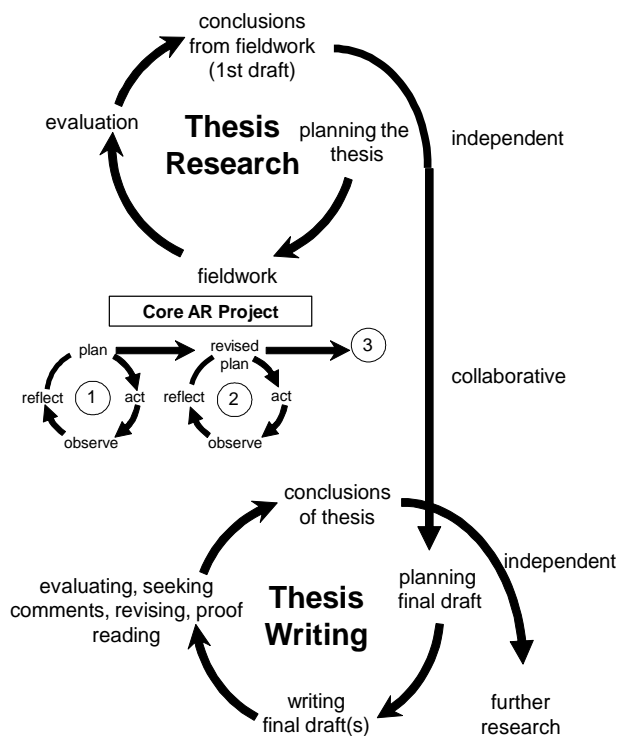 conclusions
from fieldwork
(1st draft)
evaluation
Thesis
Research
planning the
thesis
independent
fieldwork
Core AR Project
plan
revised
plan
3
reflect
1
act
reflect
2
act
collaborative
observe
observe
conclusions
of thesis
independent
evaluating, seeking
comments, revising, proof
reading
Thesis
Writing
planning
final draft
writing
final draft(s)
further
research